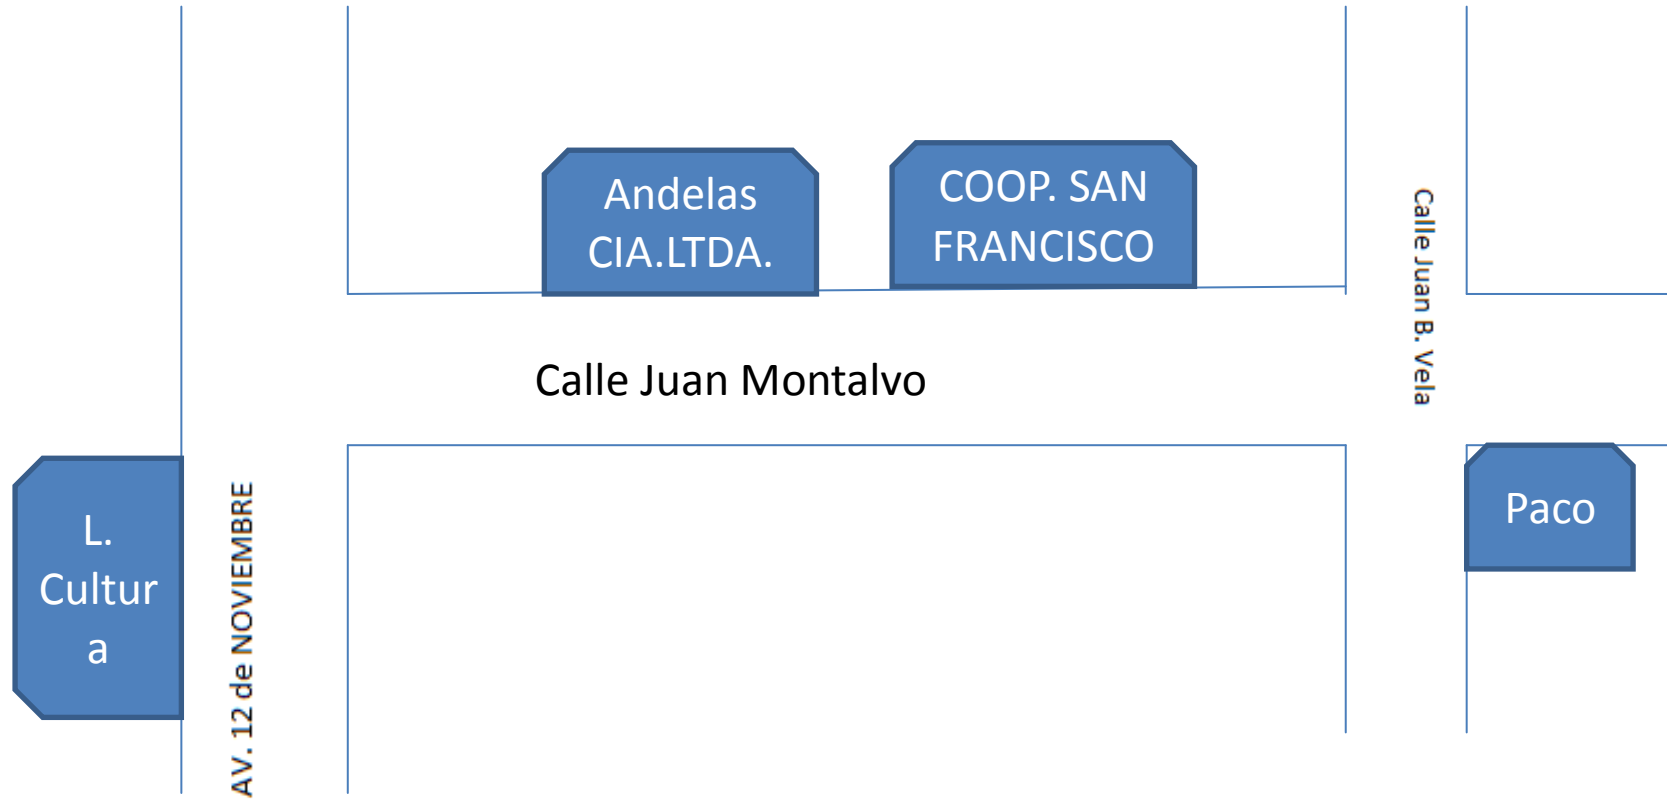 Andelas
CIA.LTDA.
COOP. SAN
FRANCISCO
Calle Juan B. Vela
Calle Juan Montalvo
L.
Cultur
a
AV. 12 de NOVIEMBRE
Paco